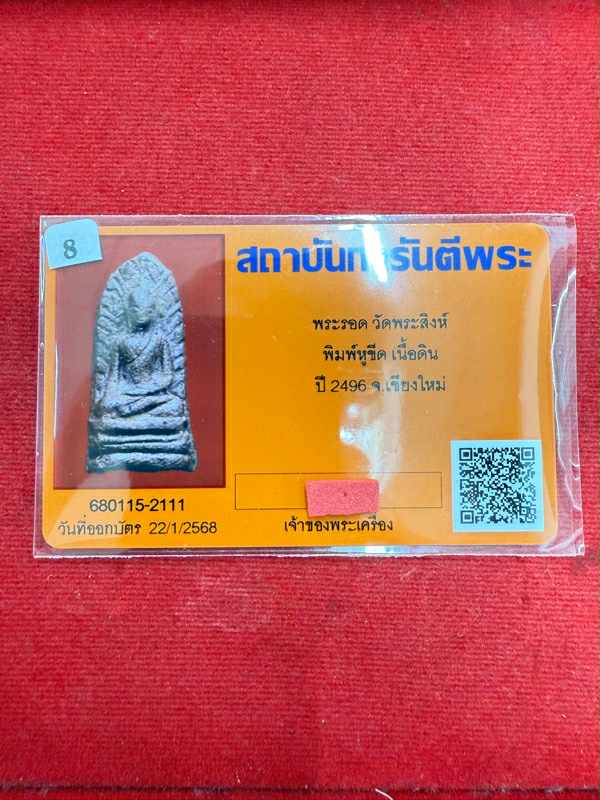 8
สถาบันการันตีพระ
พระรอด วัดพระสิงห์
พิมพ์หูขีด เนื้อดิน
ปี 2496 จ.เชียงใหม่
680115-2111
วันที่ออกบัตร 22/1/2568
เจ้าของพระเครื่อง